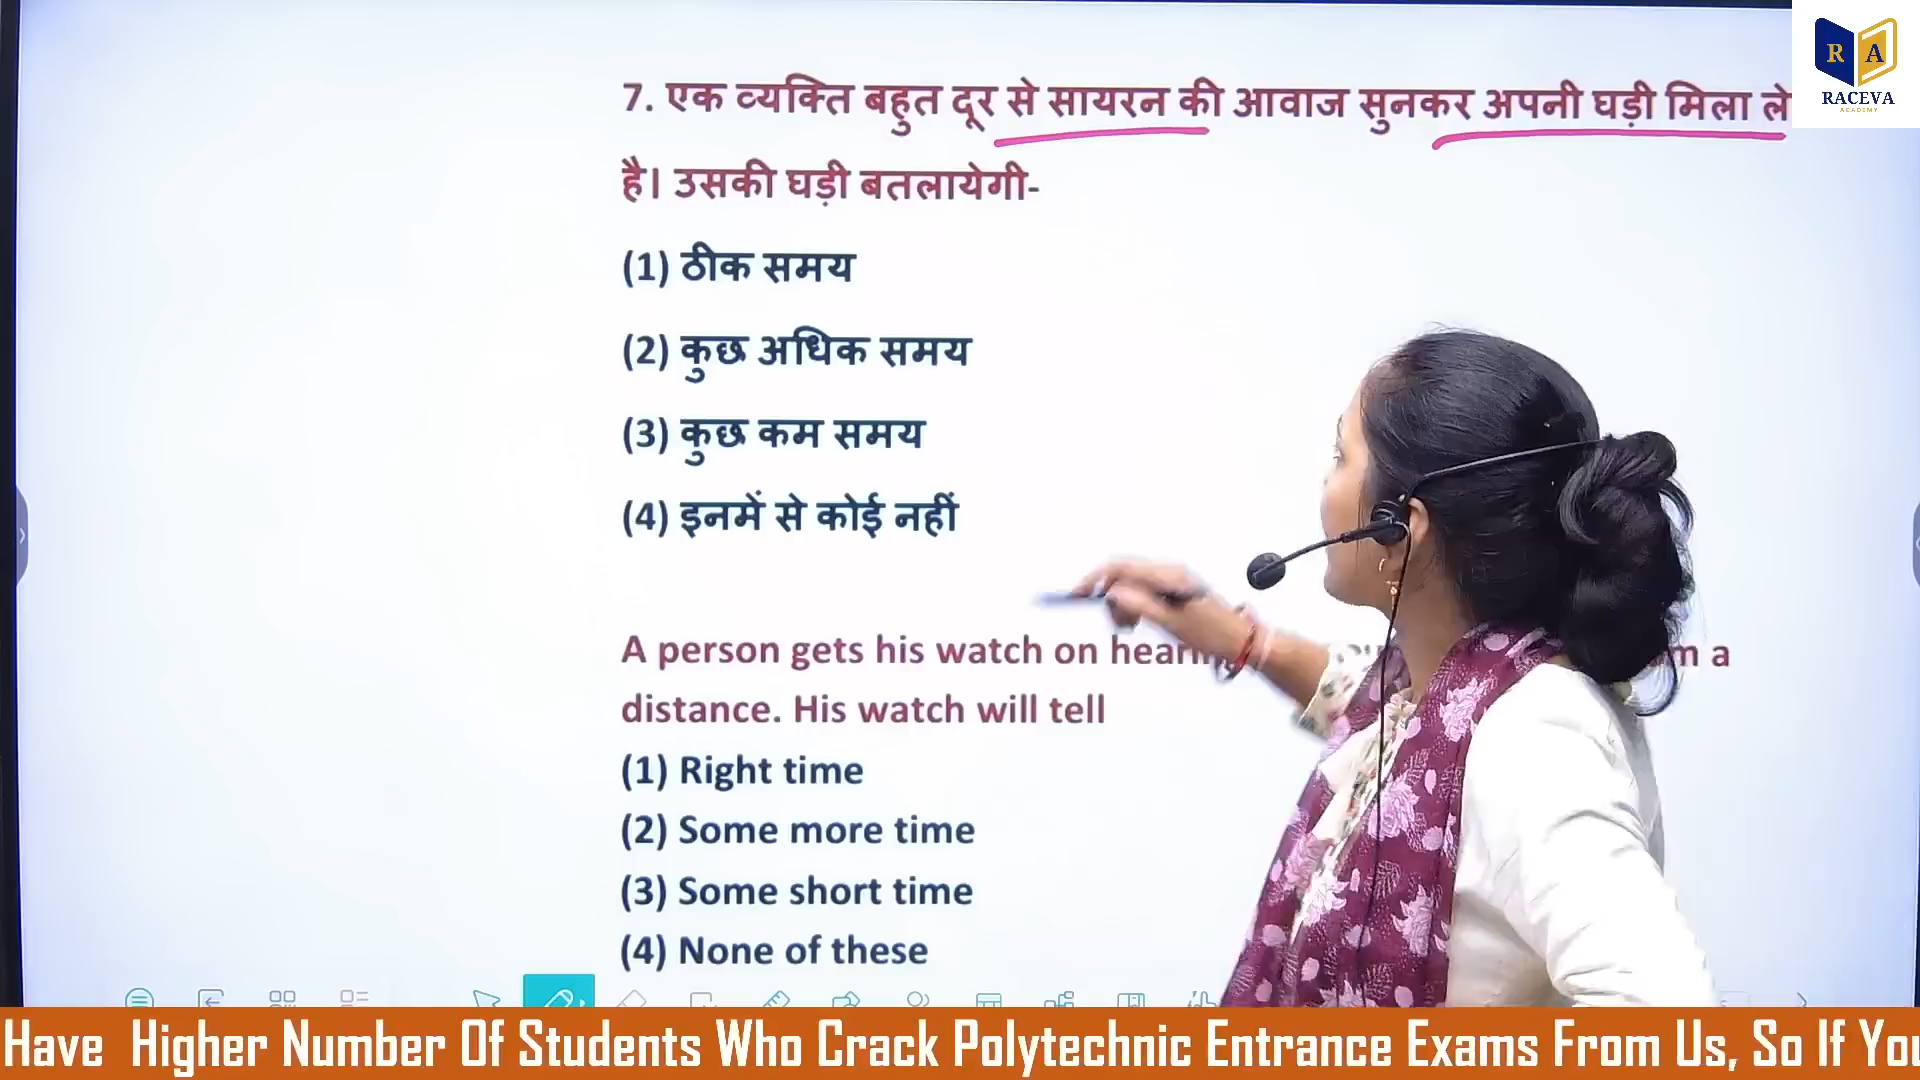 7. एक व्यक्ति बहुत दूर से सायरन की आवाज सुनकर अपनी घड़ी मिला ले
है। उसकी घड़ी बतलायेगी-
(1) ठीक समय
(2) कुछ अधिक समय
(3) कुछ कम समय
(4) इनमें से कोई नहीं
A person gets his watch on a
distance. His watch will tell
(1) Right time
(2) Some more time
(3) Some short time
(4) None of these
R A
RACEVA
ACADEMY
Have Higher Number Of Students Who Crack Polytechnic Entrance Exams From Us, So If You